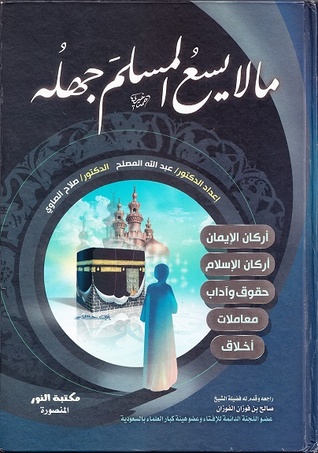 ما لا يسع المسلم جهله
إعداد الدكتور/ عبد الله المصلح الدكتور/ صلاح الصاوي
أركان الإيمان
أركان الإسلام
حقوق وآداب
معاملات
أخلاق
راجعه وقدم له فضيلة الشيخ
صالح بن فوزان الفوزان
عضو اللجنة الدائمة للإفتاء وعضو هيئة كبار العلماء بالسعودية
مكتبة النور
المنصورة